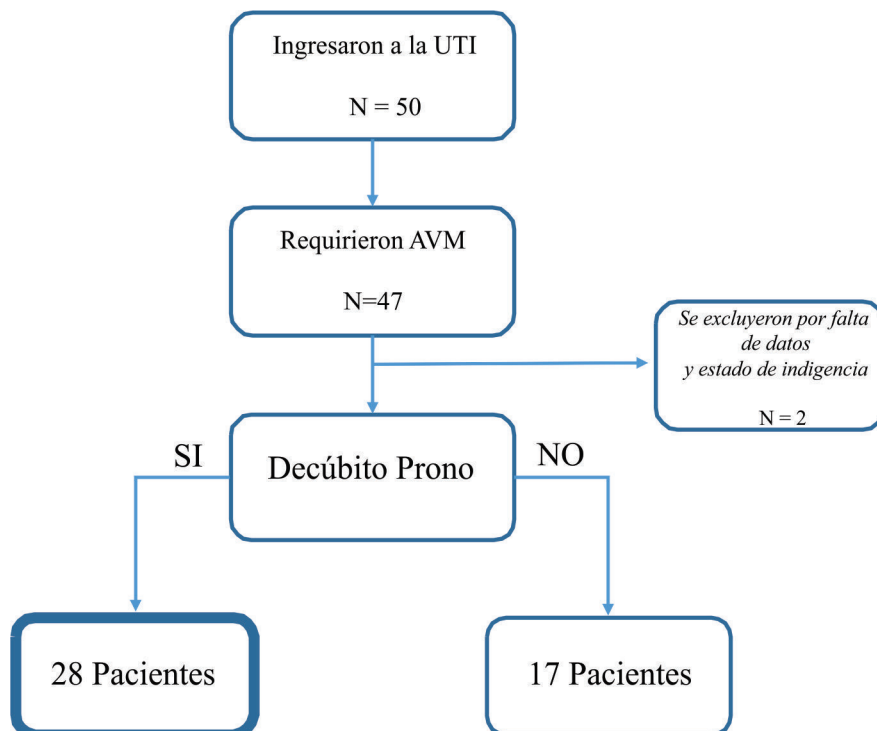 Ingresaron a la UTI
N = 50
Requirieron AVM
N=47
Se excluyeron por falta
de datos
y estado de indigencia
N = 2
SI
Decúbito Prono
NO
28 Pacientes
17 Pacientes